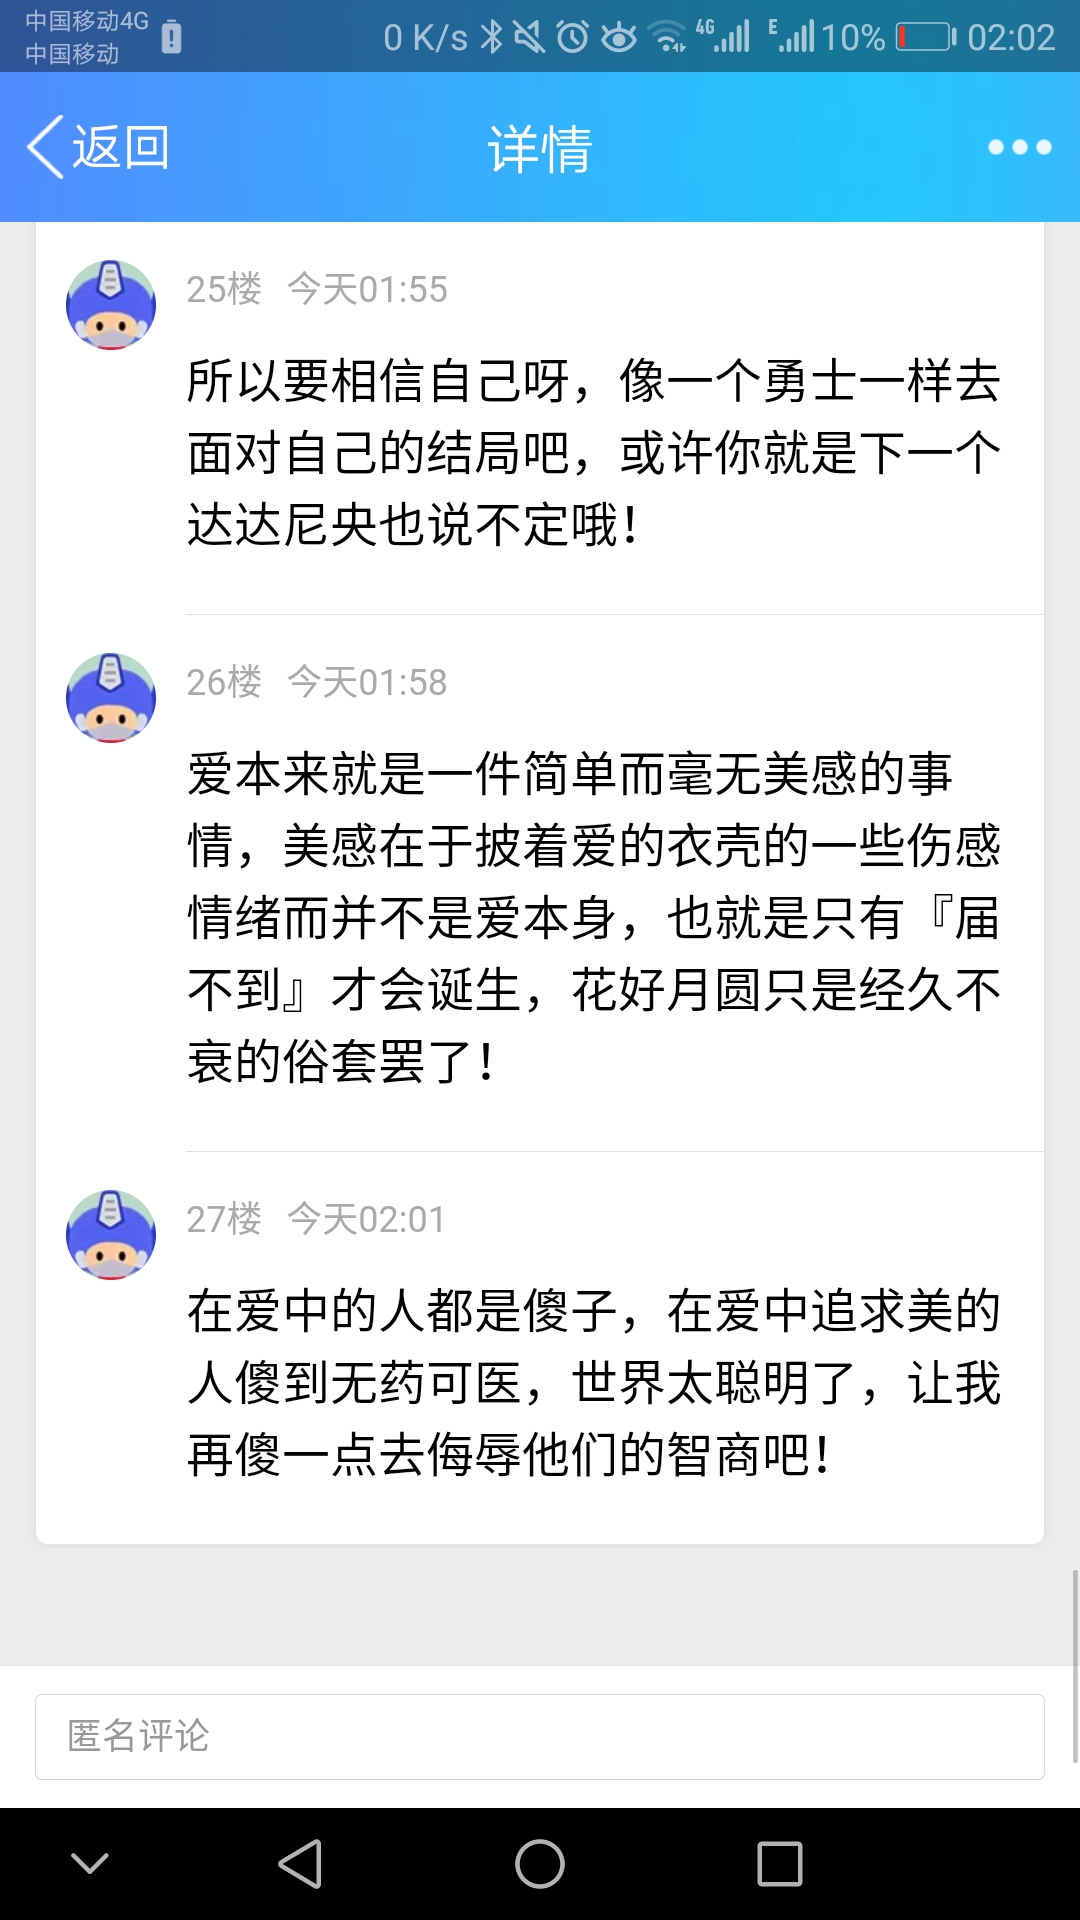 中国移动4G
中国移动
0 K/s 4G E 10% 02:02
返回 详情
25楼 今天01:55
所以要相信自己呀，像一个勇士一样去
面对自己的结局吧，或许你就是下一个
达达尼央也说不定哦！
26楼 今天01:58
爱本来就是一件简单而毫无美感的事
情，美感在于披着爱的衣壳的一些伤感
情绪而并不是爱本身，也就是只有『届
不到』才会诞生，花好月圆只是经久不
衰的俗套罢了！
27楼 今天02:01
在爱中的人都是傻子，在爱中追求美的
人傻到无药可医，世界太聪明了，让我
再傻一点去侮辱他们的智商吧！
匿名评论